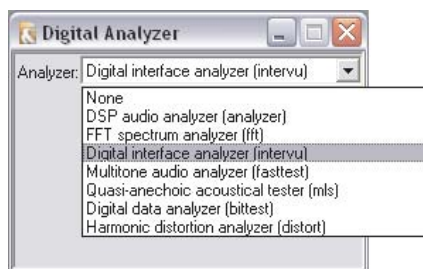 Digital Analyzer
Analyzer: Digital interface analyzer (intervu)
None
DSP audio analyzer (analyzer)
FFT spectrum analyzer (fft)
Digital interface analyzer (intervu)
Multitone audio analyzer (fasttest)
Quasi-anechoic acoustical tester (mls)
Digital data analyzer (bittest)
Harmonic distortion analyzer (distort)